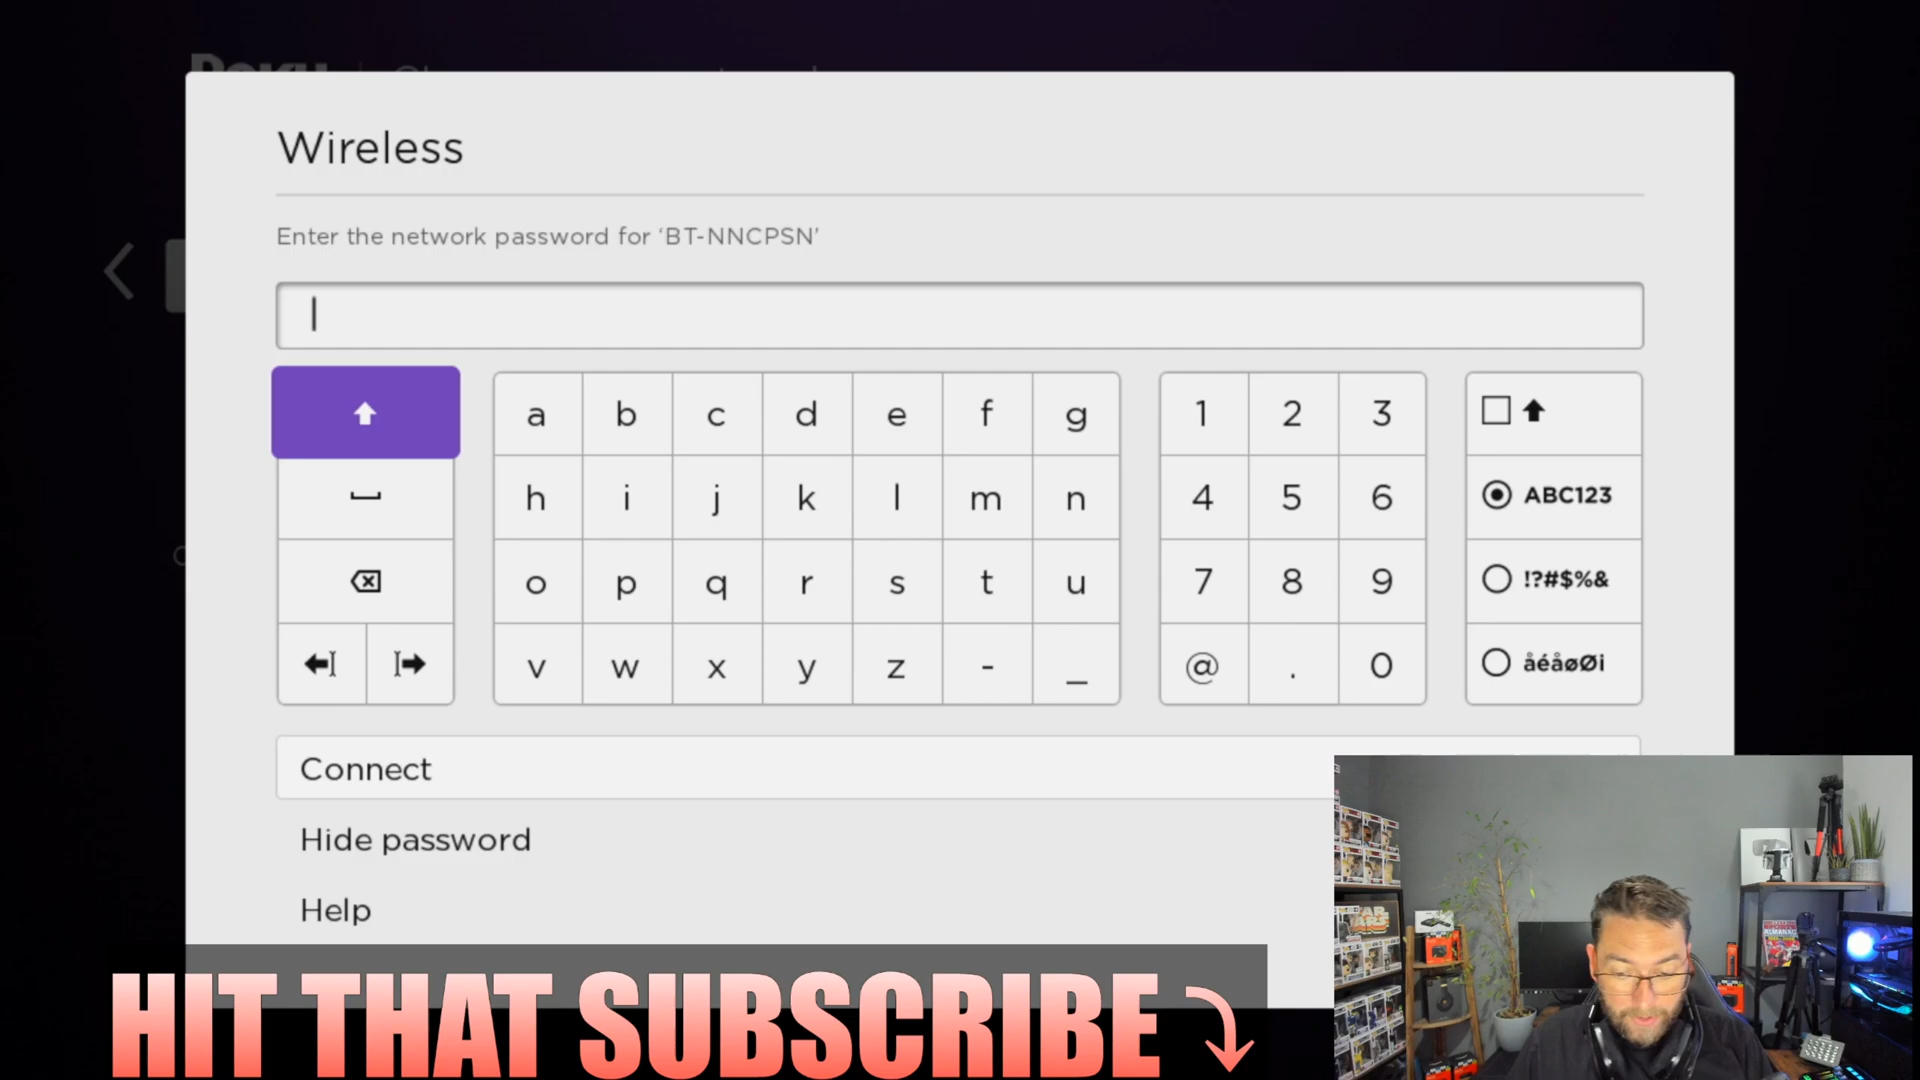 Roku
Wireless
Enter the network password for ‘BT-NNCPSN’
a b c d e f g 1 2 3
h i j k l m n 4 5 6 ABC123
o p q r s t u 7 8 9 !?#$%&
v w x y z - _ @ . 0 åéåøØi
Connect
Hide password
Help
HIT THAT SUBSCRIBE